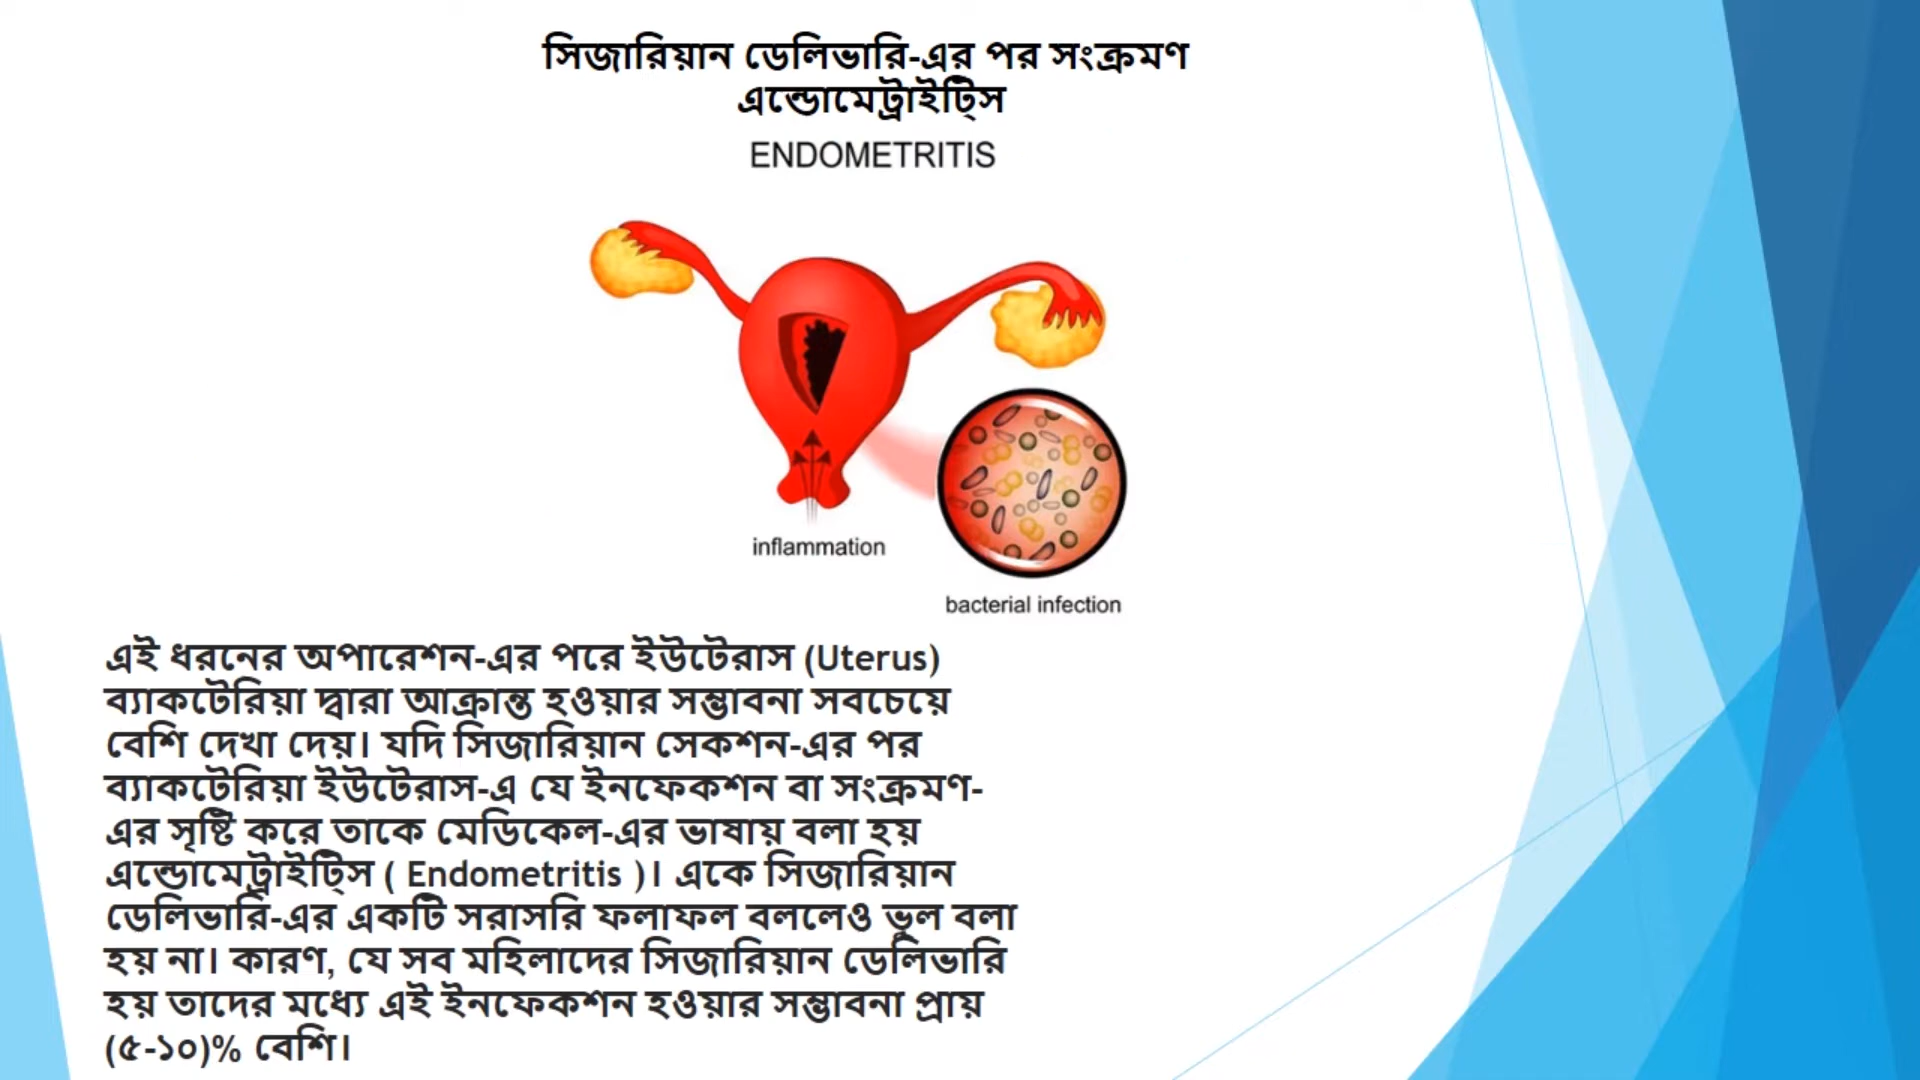 সিজারিয়ান ডেলিভারি-এর পর সংক্রমণ
এন্ডোমেট্রাইট্সি
ENDOMETRITIS
inflammation
bacterial infection
এই ধরনের অপারেশন-এর পরে ইউটেরাস (Uterus)
ব্যাকটেরিয়া দ্বারা আক্রান্ত হওয়ার সম্ভাবনা সবচেয়ে
বেশি দেখা দেয়। যদি সিজারিয়ান সেকশন-এর পর
ব্যাকটেরিয়া ইউটেরাস-এ যে ইনফেকশন বা সংক্রমণ-
এর সৃষ্টি করে তাকে মেডিকেল-এর ভাষায় বলা হয়
এন্ডোমেট্রাইট্সি ( Endometritis )। একে সিজারিয়ান
ডেলিভারি-এর একটি সরাসরি ফলাফল বললেও ভূল বলা
হয় না। কারণ, যে সব মহিলাদের সিজারিয়ান ডেলিভারি
হয় তাদের মধ্যে এই ইনফেকশন হওয়ার সম্ভাবনা প্রায়
(৫-১০)% বেশি।